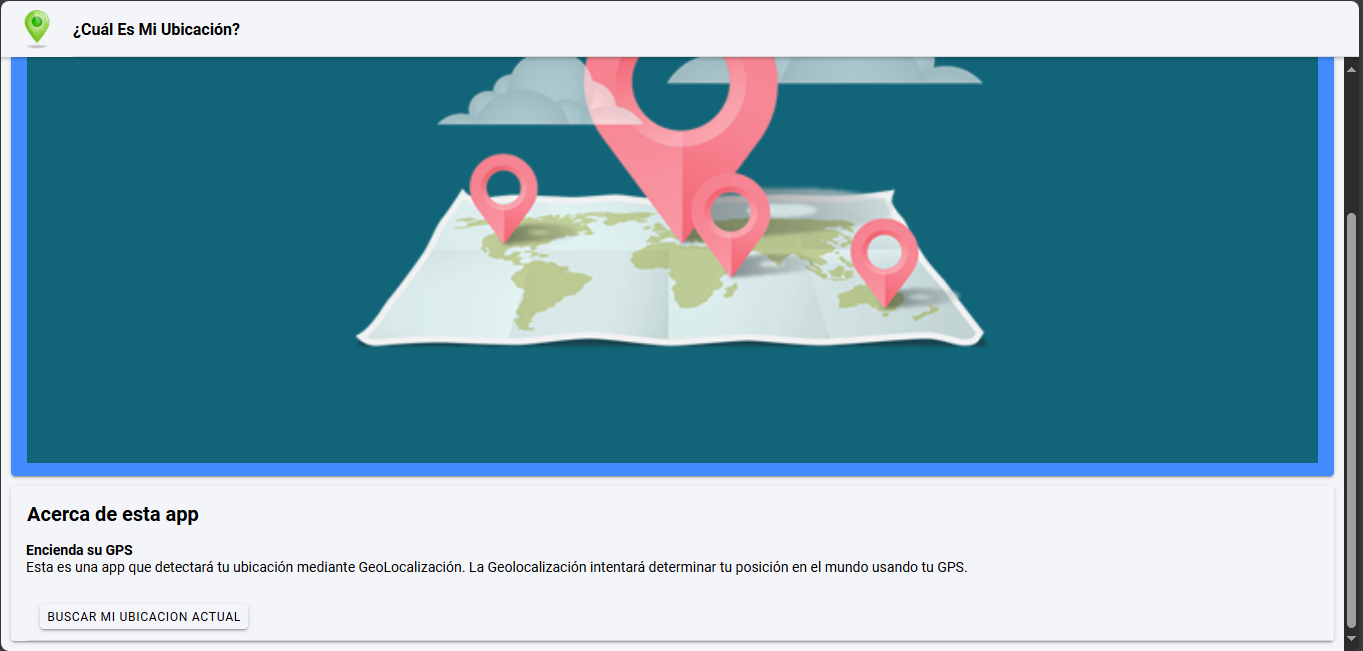 ¿Cuál Es Mi Ubicación?
Acerca de esta app
Encienda su GPS
Esta es una app que detectará tu ubicación mediante GeoLocalización. La Geolocalización intentará determinar tu posición en el mundo usando tu GPS.
BUSCAR MI UBICACION ACTUAL